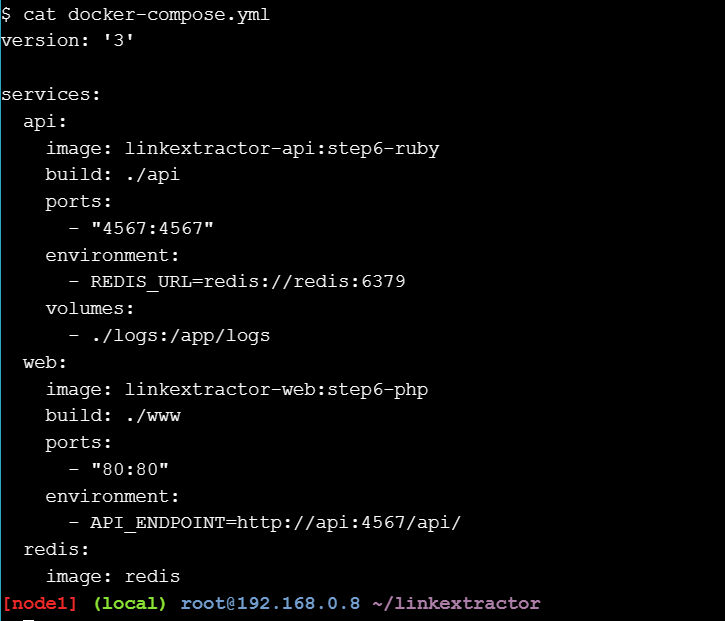 $ cat docker-compose.yml
version: '3'

services:
  api:
    image: linkextractor-api:step6-ruby
    build: ./api
    ports:
      - "4567:4567"
    environment:
      - REDIS_URL=redis://redis:6379
    volumes:
      - ./logs:/app/logs
  web:
    image: linkextractor-web:step6-php
    build: ./www
    ports:
      - "80:80"
    environment:
      - API_ENDPOINT=http://api:4567/api/
  redis:
    image: redis
[node1] (local) root@192.168.0.8 ~/linkextractor